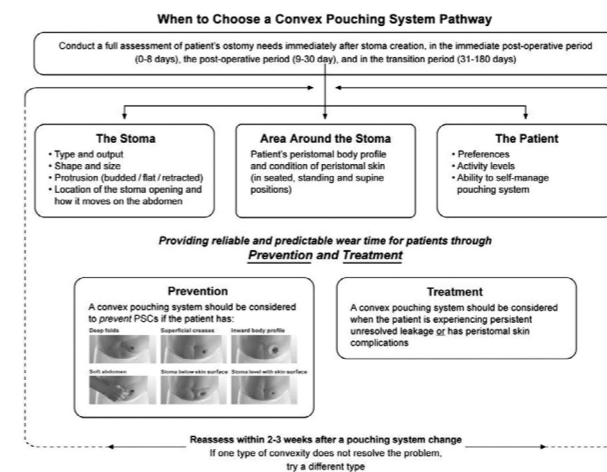 When to Choose a Convex Pouching System Pathway
Conduct a full assessment of patient's ostomy needs immediately after stoma creation, in the immediate post-operative period
(0-8 days), the post-operative period (9-30 day), and in the transition period (31-180 days)
The Stoma
• Type and output
• Shape and size
• Protrusion (budded / flat / retracted)
• Location of the stoma opening and
how it moves on the abdomen
Area Around the Stoma
Patient's peristomal body profile
and condition of peristomal skin
(in seated, standing and supine
positions)
The Patient
• Preferences
• Activity levels
• Ability to self-manage
pouching system
Providing reliable and predictable wear time for patients through
Prevention and Treatment
Prevention
A convex pouching system should be considered
to prevent PSCs if the patient has:
Deep folds
Superficial creases
Inward body profile
Soft abdomen
Stoma below skin surface
Stoma level with skin surface
Treatment
A convex pouching system should be considered
when the patient is experiencing persistent
unresolved leakage or has peristomal skin
complications
Reassess within 2-3 weeks after a pouching system change
If one type of convexity does not resolve the problem,
try a different type